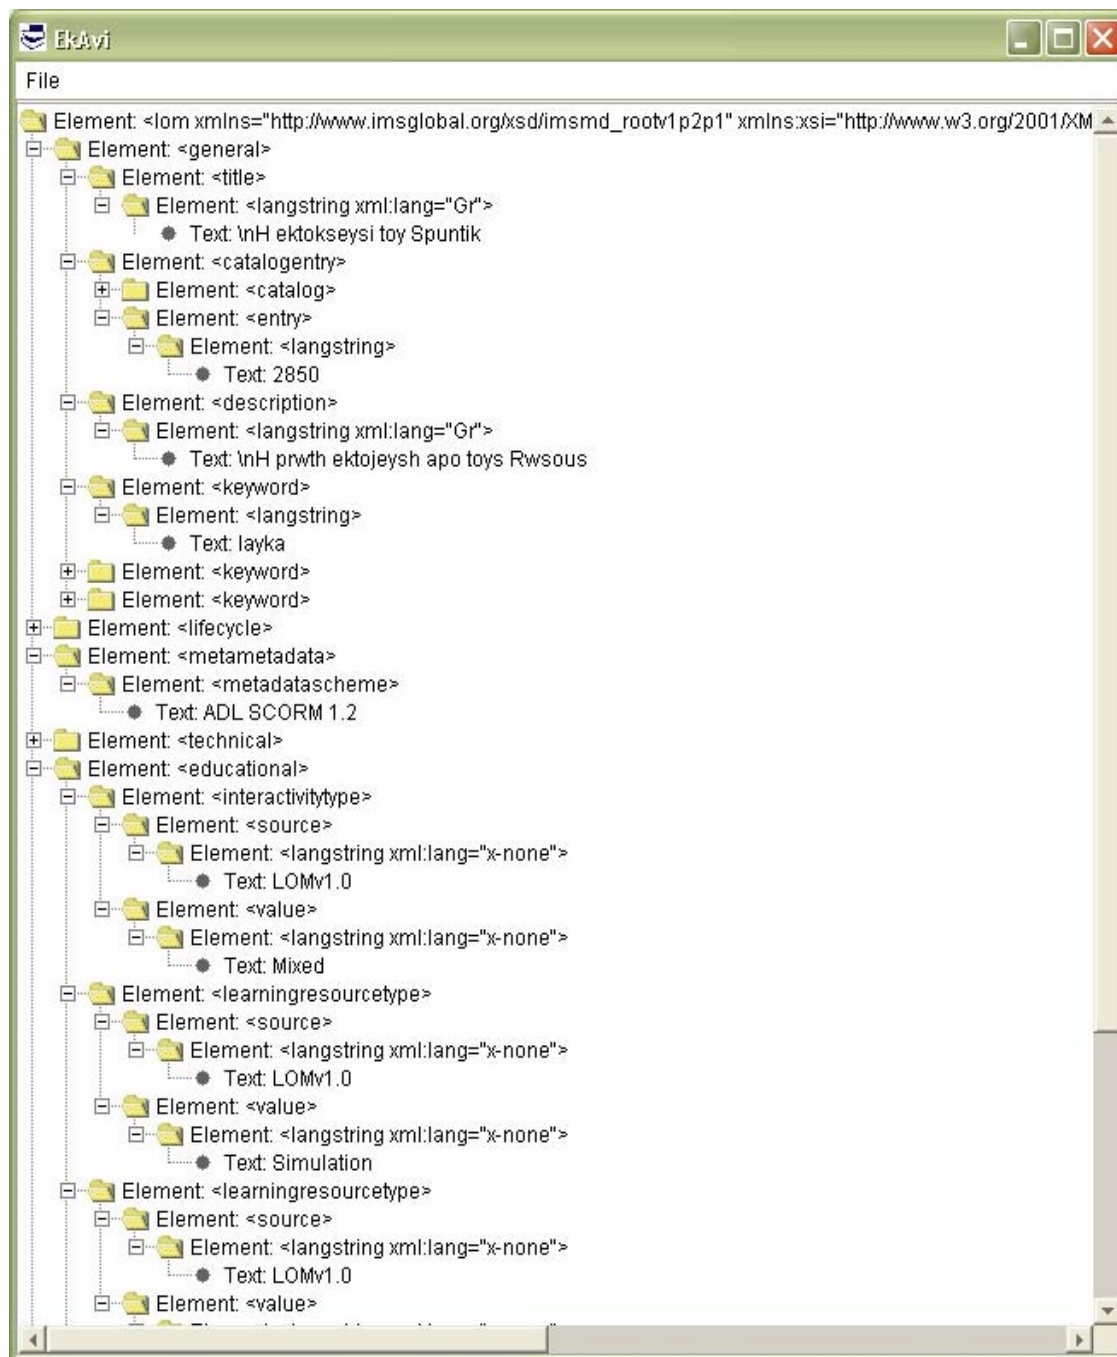 EkAvi
File
Element: <lom xmlns="http://www.imsglobal.org/xsd/imsmd_rootv1p2p1" xmlns:xsi="http://www.w3.org/2001/XM
Element: <general>
Element: <title>
Element: <langstring xml:lang="Gr">
Text: \nH ektokseysi toy Spuntik
Element: <catalogentry>
Element: <catalog>
Element: <entry>
Element: <langstring>
Text: 2850
Element: <description>
Element: <langstring xml:lang="Gr">
Text: \nH prwth ektojeysh apo toys Rwsous
Element: <keyword>
Element: <langstring>
Text: layka
Element: <keyword>
Element: <keyword>
Element: <lifecycle>
Element: <metametadata>
Element: <metadatascheme>
Text: ADL SCORM 1.2
Element: <technical>
Element: <educational>
Element: <interactivitytype>
Element: <source>
Element: <langstring xml:lang="x-none">
Text: LOMv1.0
Element: <value>
Element: <langstring xml:lang="x-none">
Text: Mixed
Element: <learningresourcetype>
Element: <source>
Element: <langstring xml:lang="x-none">
Text: LOMv1.0
Element: <value>
Element: <langstring xml:lang="x-none">
Text: Simulation
Element: <learningresourcetype>
Element: <source>
Element: <langstring xml:lang="x-none">
Text: LOMv1.0
Element: <value>